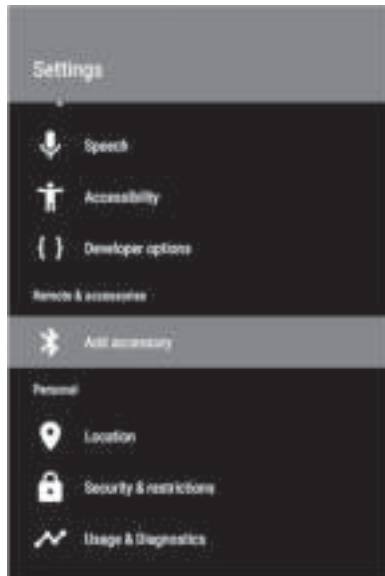 Settings
Speech
Accessibility
{ } Developer options
Remote & accessories
Add accessory
Personal
Location
Security & restrictions
Usage & Diagnostics